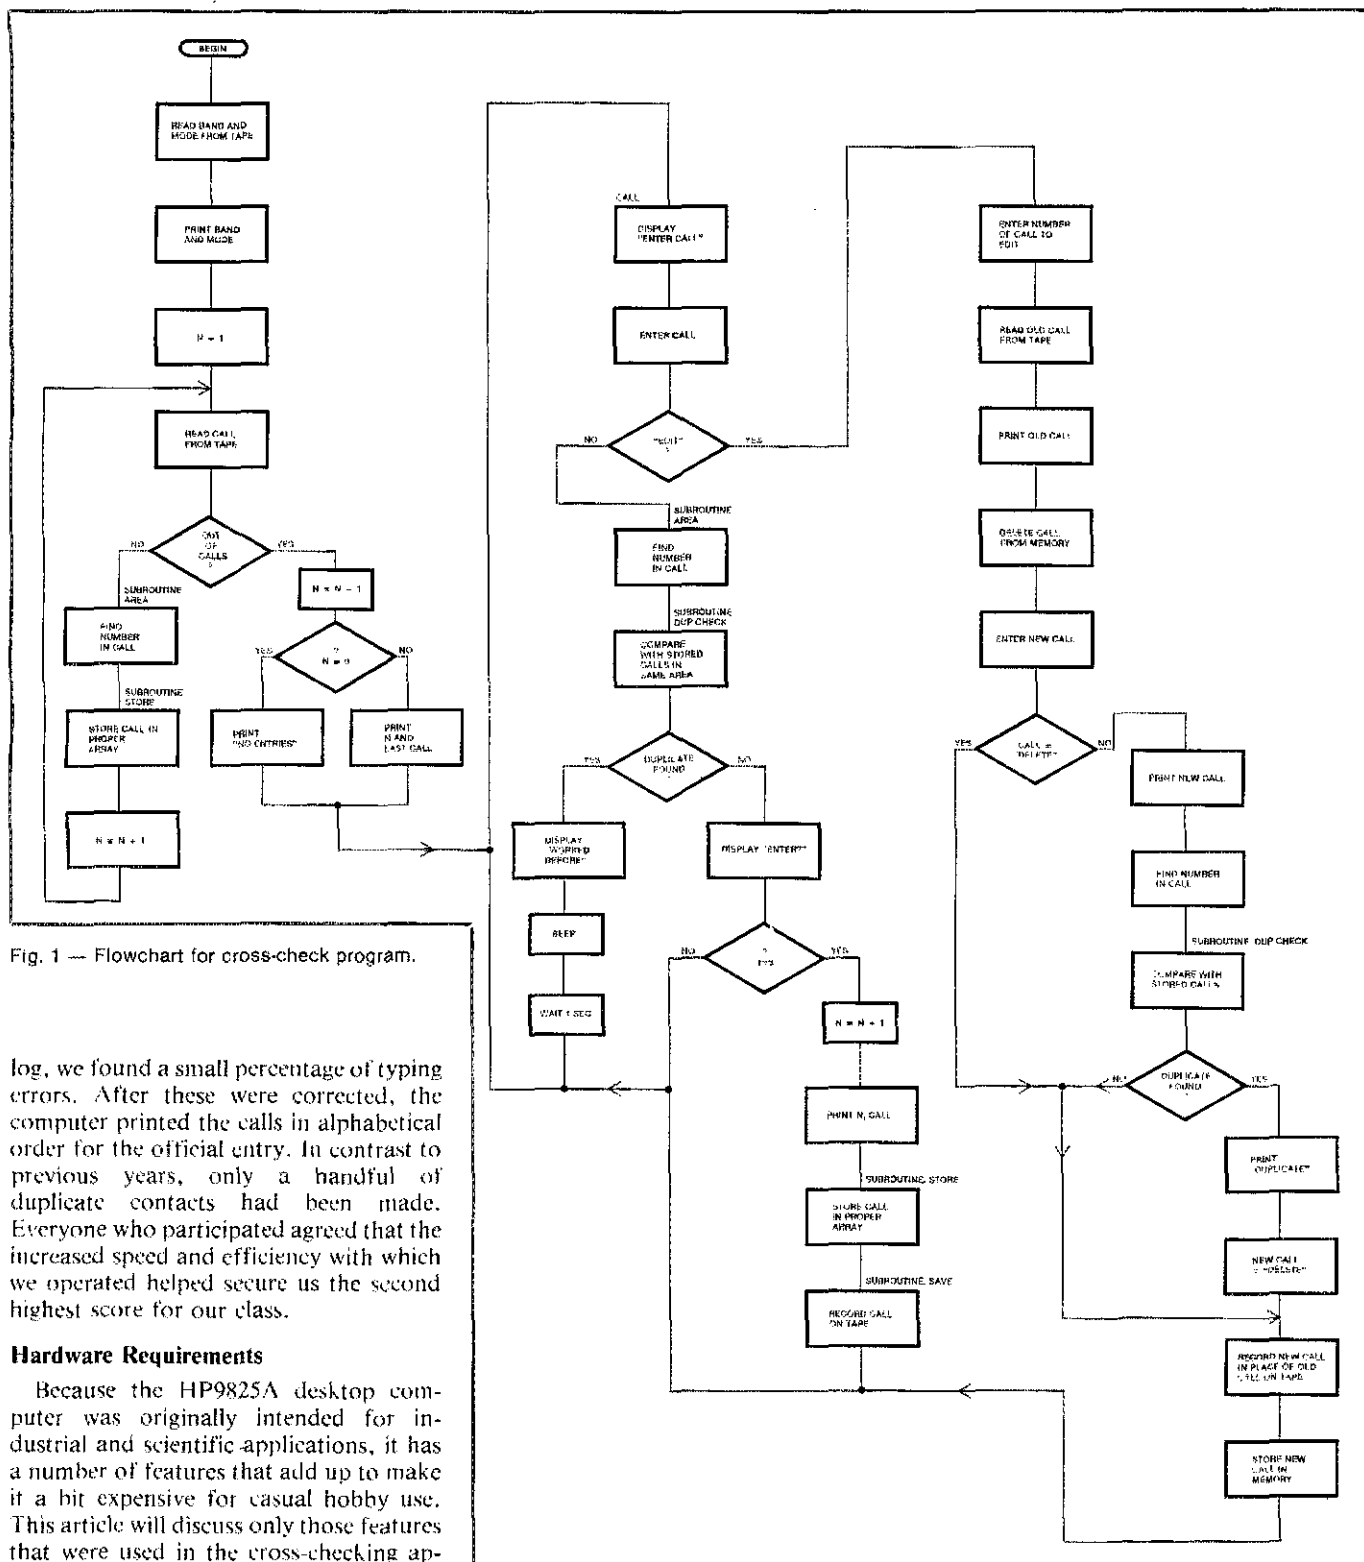 BEGIN
READ BAND AND
MODE FROM TAPE
PRINT BAND
AND MODE
N = 1
READ CALL
FROM TAPE
OUT
OF
CALLS
?
NO
YES
SUBROUTINE
AREA
FIND
NUMBER
IN CALL
SUBROUTINE
STORE
STORE CALL IN
PROPER
ARRAY
N = N + 1
N = N - 1
?
N = 0
YES
NO
PRINT
"NO ENTRIES"
PRINT
N AND
LAST CALL
CALL
DISPLAY
"ENTER CALL"
ENTER CALL
"EDIT"
?
NO
YES
SUBROUTINE
AREA
FIND
NUMBER
IN CALL
SUBROUTINE
DUP CHECK
COMPARE
WITH STORED
CALLS IN
SAME AREA
DUPLICATE
FOUND
YES
NO
DISPLAY
"WORKED
BEFORE"
BEEP
WAIT 1 SEC
DISPLAY "ENTER?"
?
YES
NO
YES
N = N + 1
PRINT N, CALL
SUBROUTINE, STORE
STORE CALL
IN PROPER
ARRAY
SUBROUTINE, SAVE
RECORD CALL
ON TAPE
ENTER NUMBER
OF CALL TO
EDIT
READ OLD CALL
FROM TAPE
PRINT OLD CALL
DELETE CALL
FROM MEMORY
ENTER NEW CALL
CALL =
"DELETE"
YES
NO
PRINT NEW CALL
FIND NUMBER
IN CALL
SUBROUTINE, DUP CHECK
COMPARE WITH
STORED CALLS
DUPLICATE
FOUND
NO
YES
PRINT
"DUPLICATE"
NEW CALL
= "DELETE"
RECORD NEW CALL
IN PLACE OF OLD
CALL ON TAPE
STORE NEW
CALL IN
MEMORY
Fig. 1 — Flowchart for cross-check program.
log, we found a small percentage of typing
errors. After these were corrected, the
computer printed the calls in alphabetical
order for the official entry. In contrast to
previous years, only a handful of
duplicate contacts had been made.
Everyone who participated agreed that the
increased speed and efficiency with which
we operated helped secure us the second
highest score for our class.
Hardware Requirements
Because the HP9825A desktop com-
puter was originally intended for in-
dustrial and scientific applications, it has
a number of features that add up to make
it a bit expensive for casual hobby use.
This article will discuss only those features
that were used in the cross-checking ap-